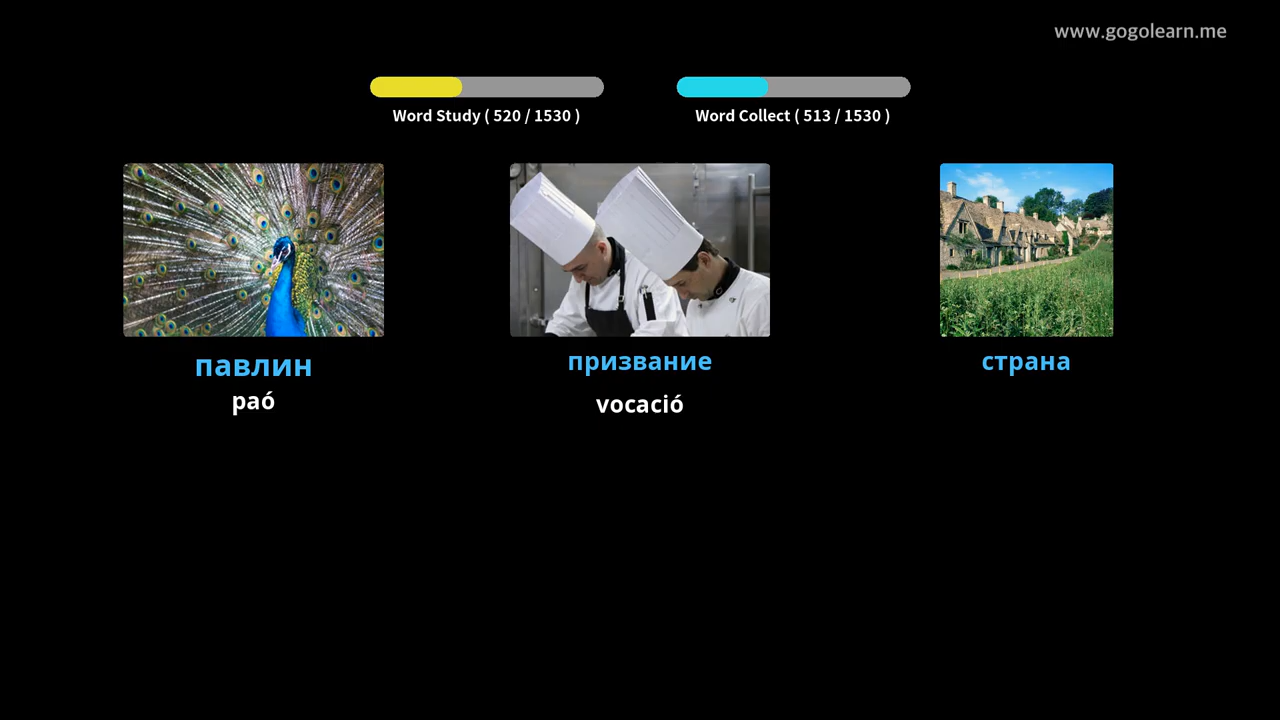 www.gogolearn.me
Word Study ( 520 / 1530 )
Word Collect ( 513 / 1530 )
павлин
paó
призвание
vocació
страна